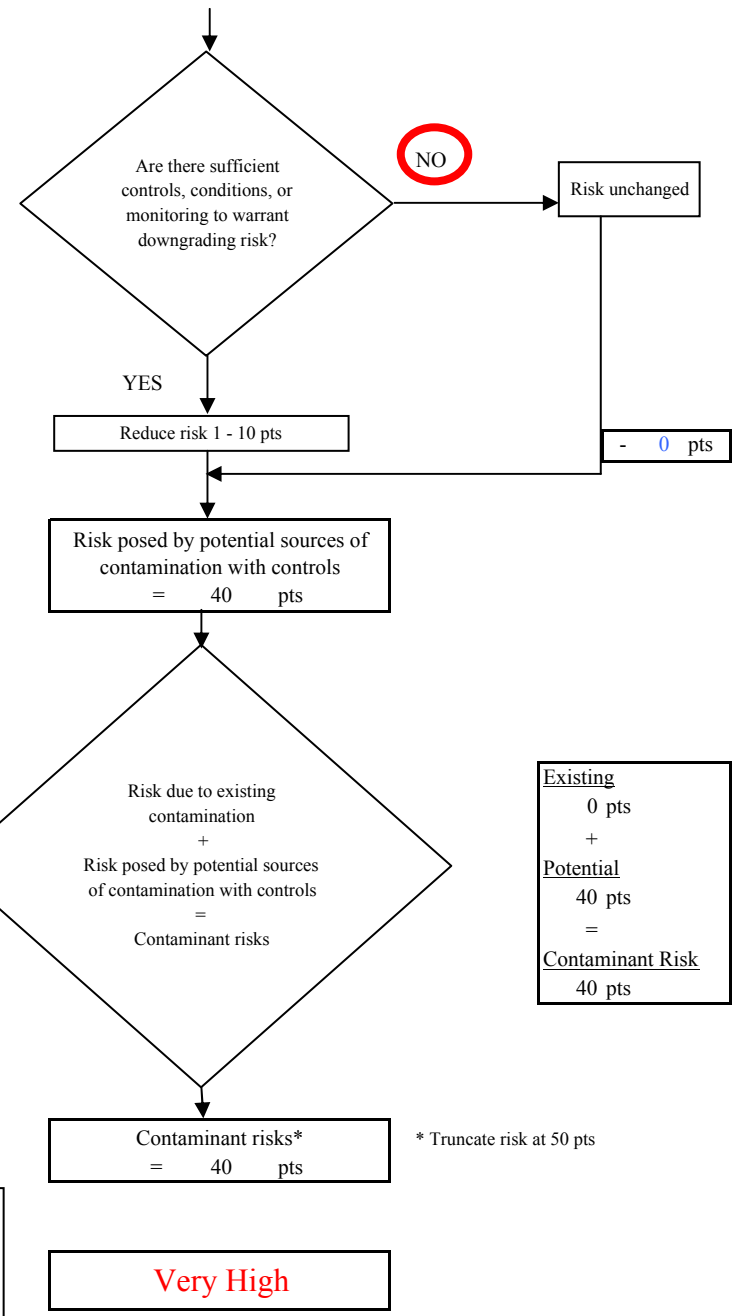 Are there sufficient
controls, conditions, or
monitoring to warrant
downgrading risk?
NO
Risk unchanged
YES
Reduce risk 1 - 10 pts
- 0 pts
Risk posed by potential sources of
contamination with controls
= 40 pts
Risk due to existing
contamination
+
Risk posed by potential sources
of contamination with controls
=
Contaminant risks
Existing
0 pts
+
Potential
40 pts
=
Contaminant Risk
40 pts
Contaminant risks*
= 40 pts
* Truncate risk at 50 pts
Very High